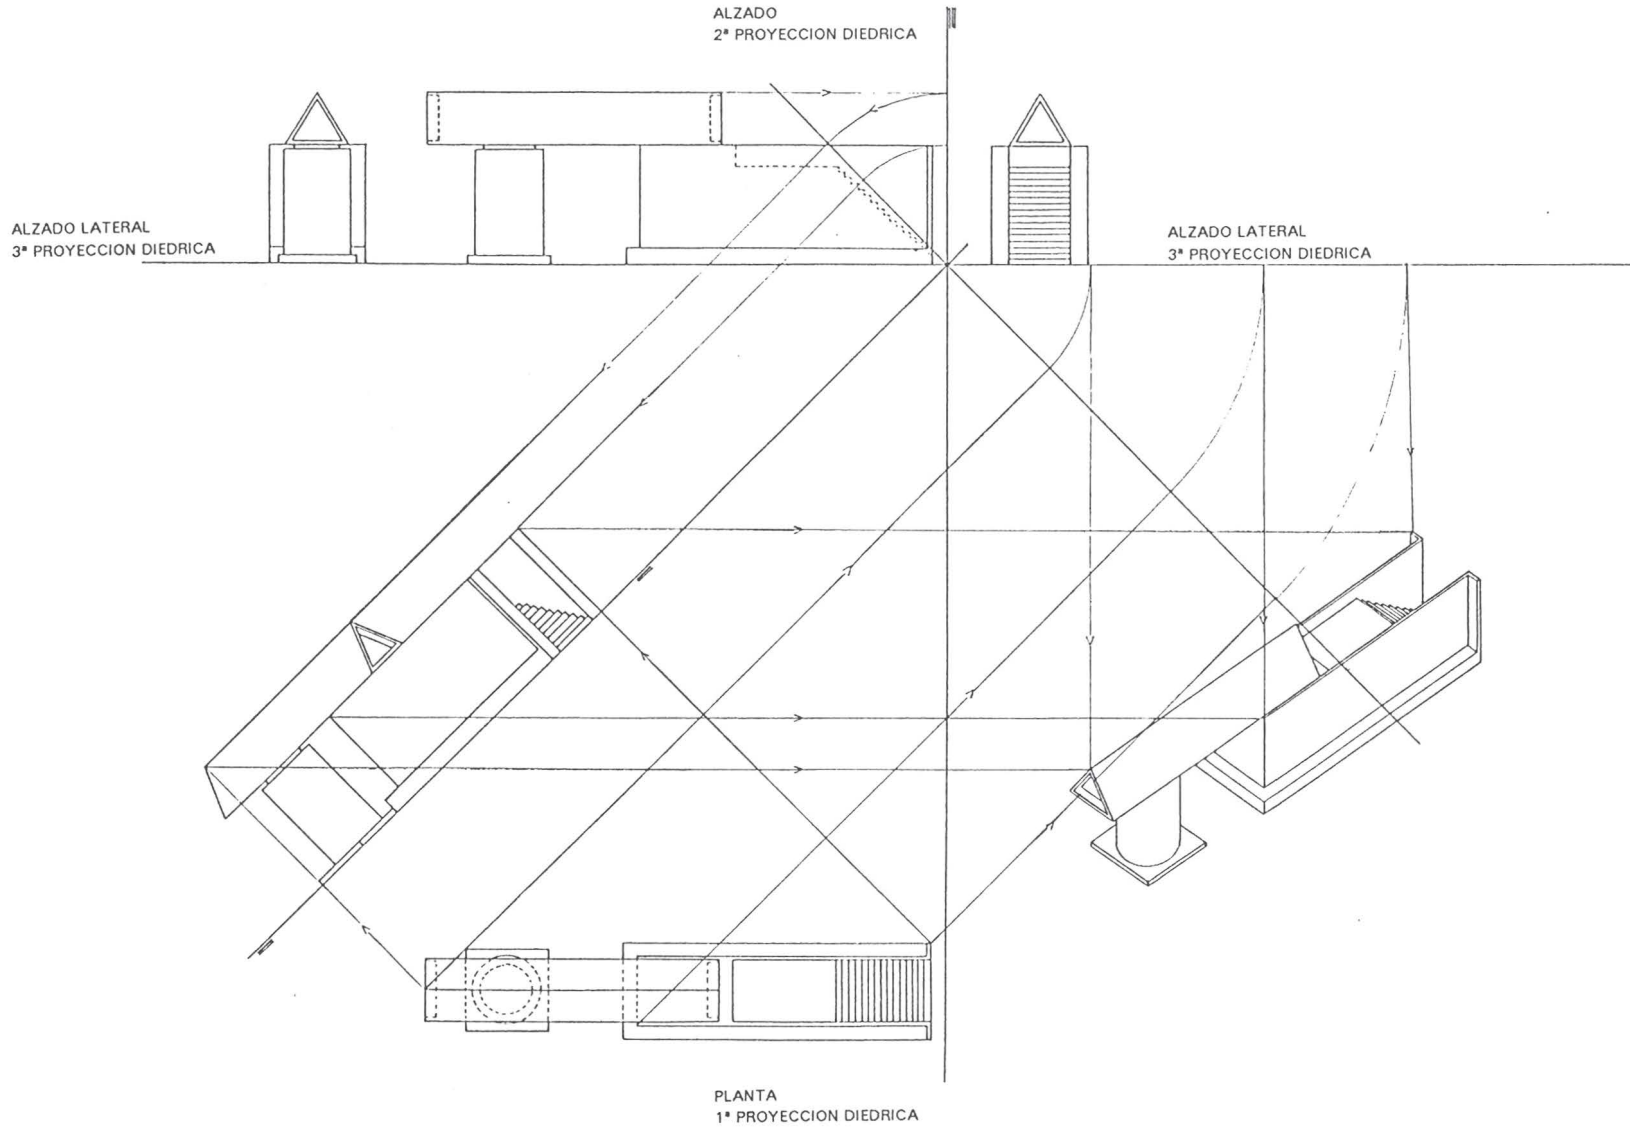 ALZADO
2ª PROYECCION DIEDRICA
ALZADO LATERAL
3ª PROYECCION DIEDRICA
ALZADO LATERAL
3ª PROYECCION DIEDRICA
PLANTA
1ª PROYECCION DIEDRICA